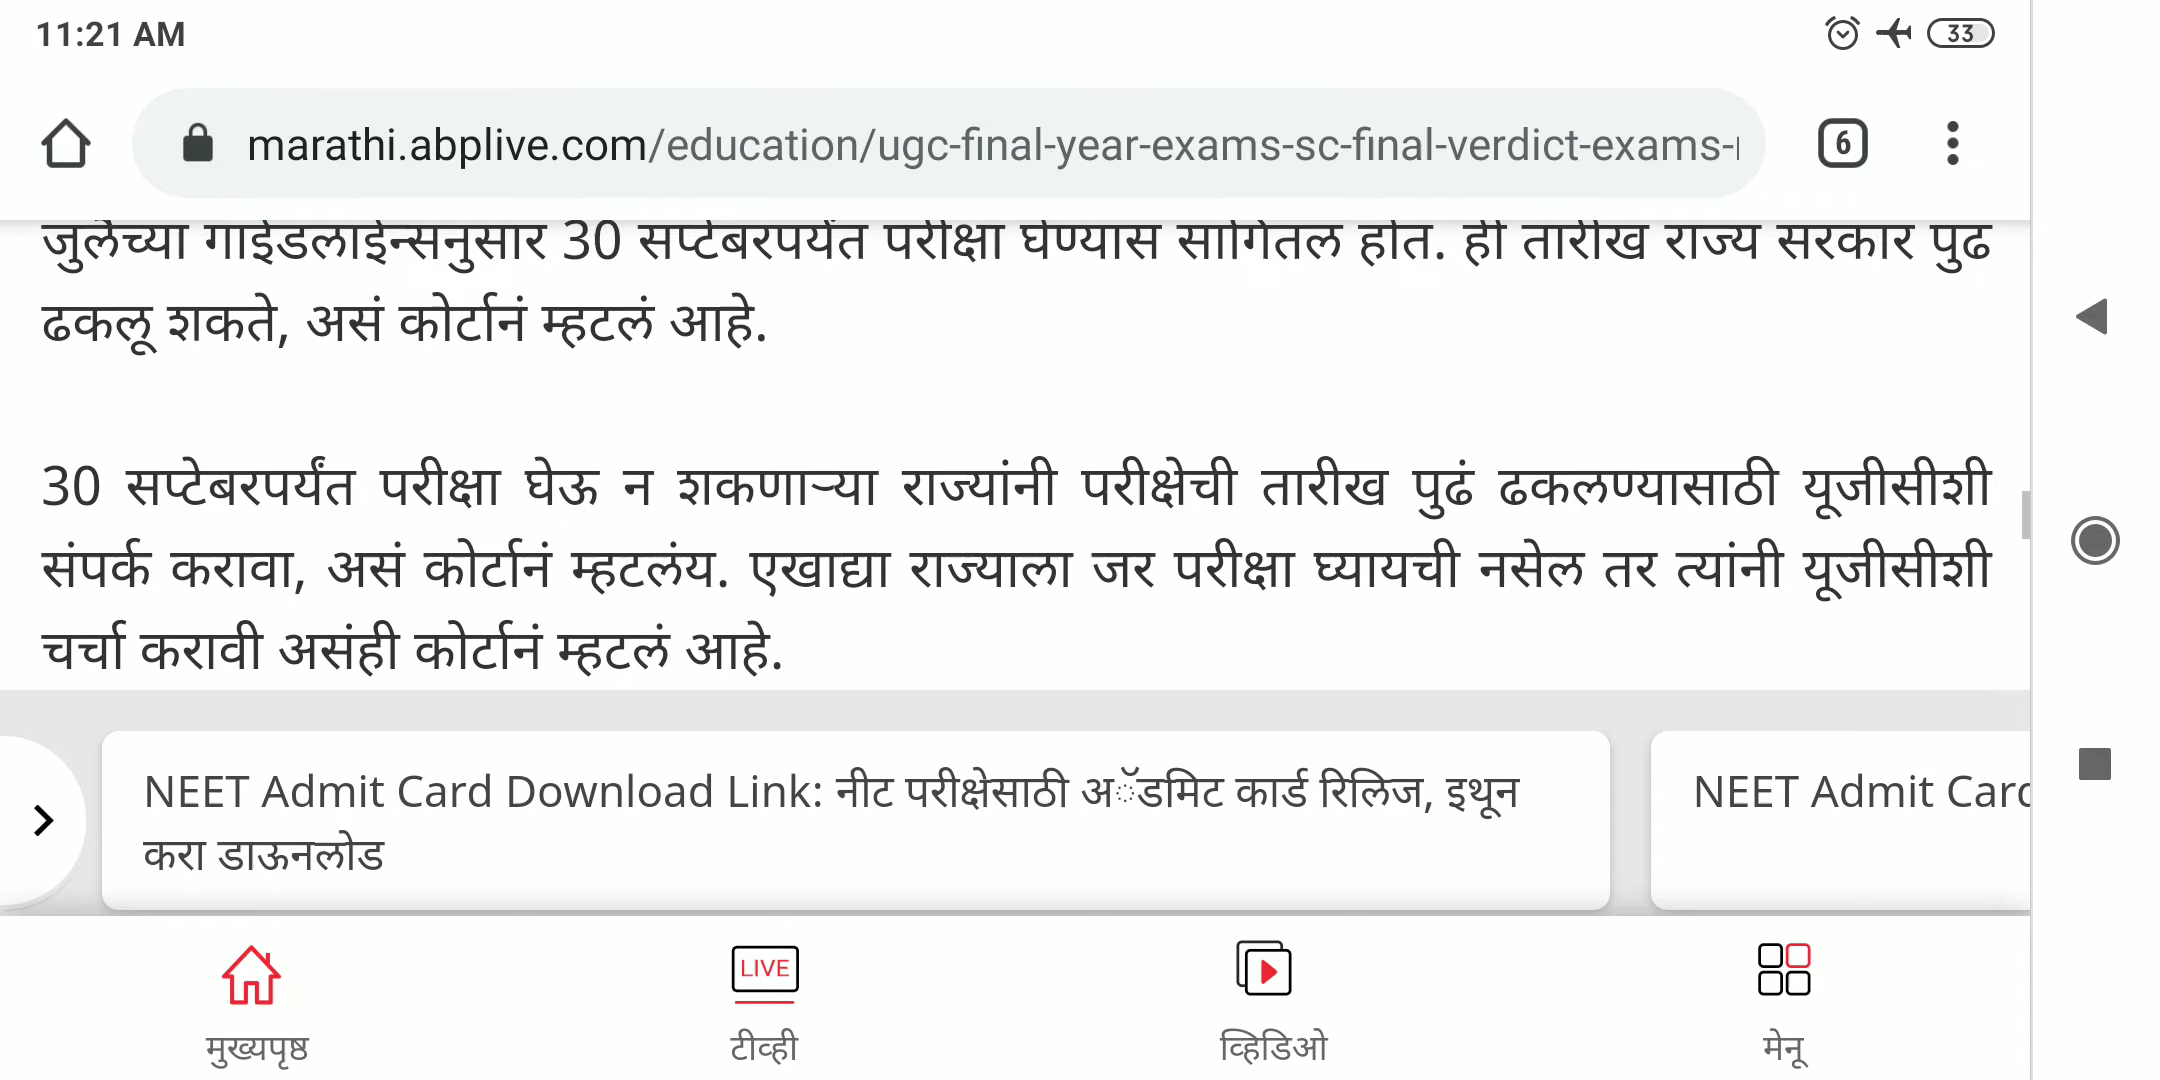 11:21 AM
33
marathi.abplive.com/education/ugc-final-year-exams-sc-final-verdict-exams-
6
जुलैच्या गाईडलाईन्सनुसार 30 सप्टेंबरपर्यंत परीक्षा घेण्यास सांगितलं होतं. ही तारीख राज्य सरकार पुढं
ढकलू शकते, असं कोर्टानं म्हटलं आहे.
30 सप्टेबरपर्यंत परीक्षा घेऊ न शकणाऱ्या राज्यांनी परीक्षेची तारीख पुढं ढकलण्यासाठी यूजीसीशी
संपर्क करावा, असं कोर्टानं म्हटलंय. एखाद्या राज्याला जर परीक्षा घ्यायची नसेल तर त्यांनी यूजीसीशी
चर्चा करावी असंही कोर्टानं म्हटलं आहे.
NEET Admit Card Download Link: नीट परीक्षेसाठी अॅडमिट कार्ड रिलिज, इथून
करा डाऊनलोड
NEET Admit Card
LIVE
मुख्यपृष्ठ टीव्ही व्हिडिओ मेनू